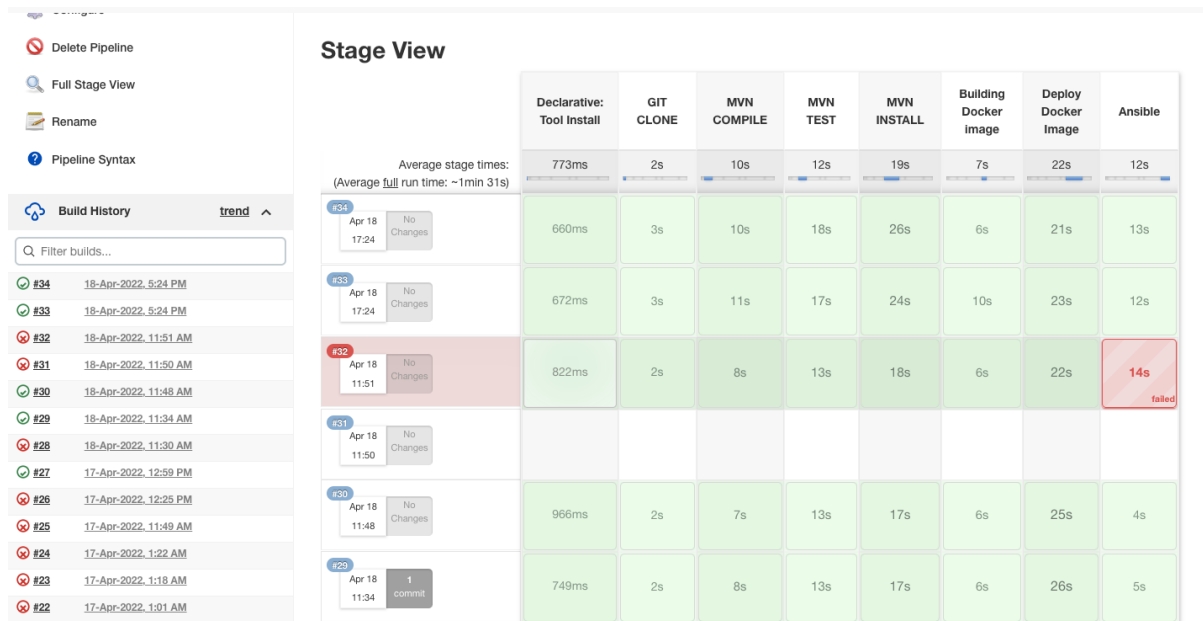 Delete Pipeline
Full Stage View
Rename
Pipeline Syntax
Build History trend
Filter builds...
#34 18-Apr-2022, 5:24 PM
#33 18-Apr-2022, 5:24 PM
#32 18-Apr-2022, 11:51 AM
#31 18-Apr-2022, 11:50 AM
#30 18-Apr-2022, 11:48 AM
#29 18-Apr-2022, 11:34 AM
#28 18-Apr-2022, 11:30 AM
#27 17-Apr-2022, 12:59 PM
#26 17-Apr-2022, 12:25 PM
#25 17-Apr-2022, 11:49 AM
#24 17-Apr-2022, 1:22 AM
#23 17-Apr-2022, 1:18 AM
#22 17-Apr-2022, 1:01 AM
Stage View
Declarative:
Tool Install
GIT
CLONE
MVN
COMPILE
MVN
TEST
MVN
INSTALL
Building
Docker
image
Deploy
Docker
Image
Ansible
Average stage times:
(Average full run time: ~1min 31s)
773ms 2s 10s 12s 19s 7s 22s 12s
#34
Apr 18
17:24
No
Changes
660ms 3s 10s 18s 26s 6s 21s 13s
#33
Apr 18
17:24
No
Changes
672ms 3s 11s 17s 24s 10s 23s 12s
#32
Apr 18
11:51
No
Changes
822ms 2s 8s 13s 18s 6s 22s 14s
failed
#31
Apr 18
11:50
No
Changes
#30
Apr 18
11:48
No
Changes
966ms 2s 7s 13s 17s 6s 25s 4s
#29
Apr 18
11:34
1
commit
749ms 2s 8s 13s 17s 6s 26s 5s